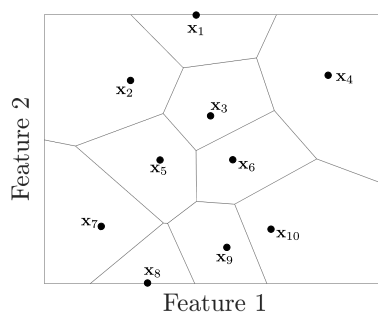 x₁
x₂
x₄
x₃
x₅
x₆
x₇
x₁₀
x₈
x₉
Feature 2
Feature 1